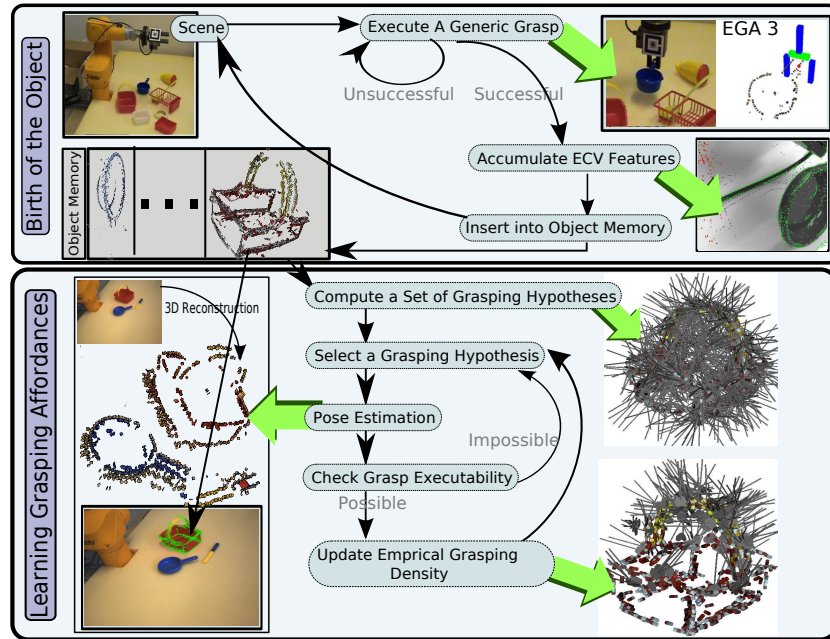 Birth of the Object
Scene
Execute A Generic Grasp
EGA 3
Unsuccessful
Successful
Accumulate ECV Features
Object Memory
Insert into Object Memory
Learning Grasping Affordances
3D Reconstruction
Compute a Set of Grasping Hypotheses
Select a Grasping Hypothesis
Pose Estimation
Impossible
Check Grasp Executability
Possible
Update Emprical Grasping
Density